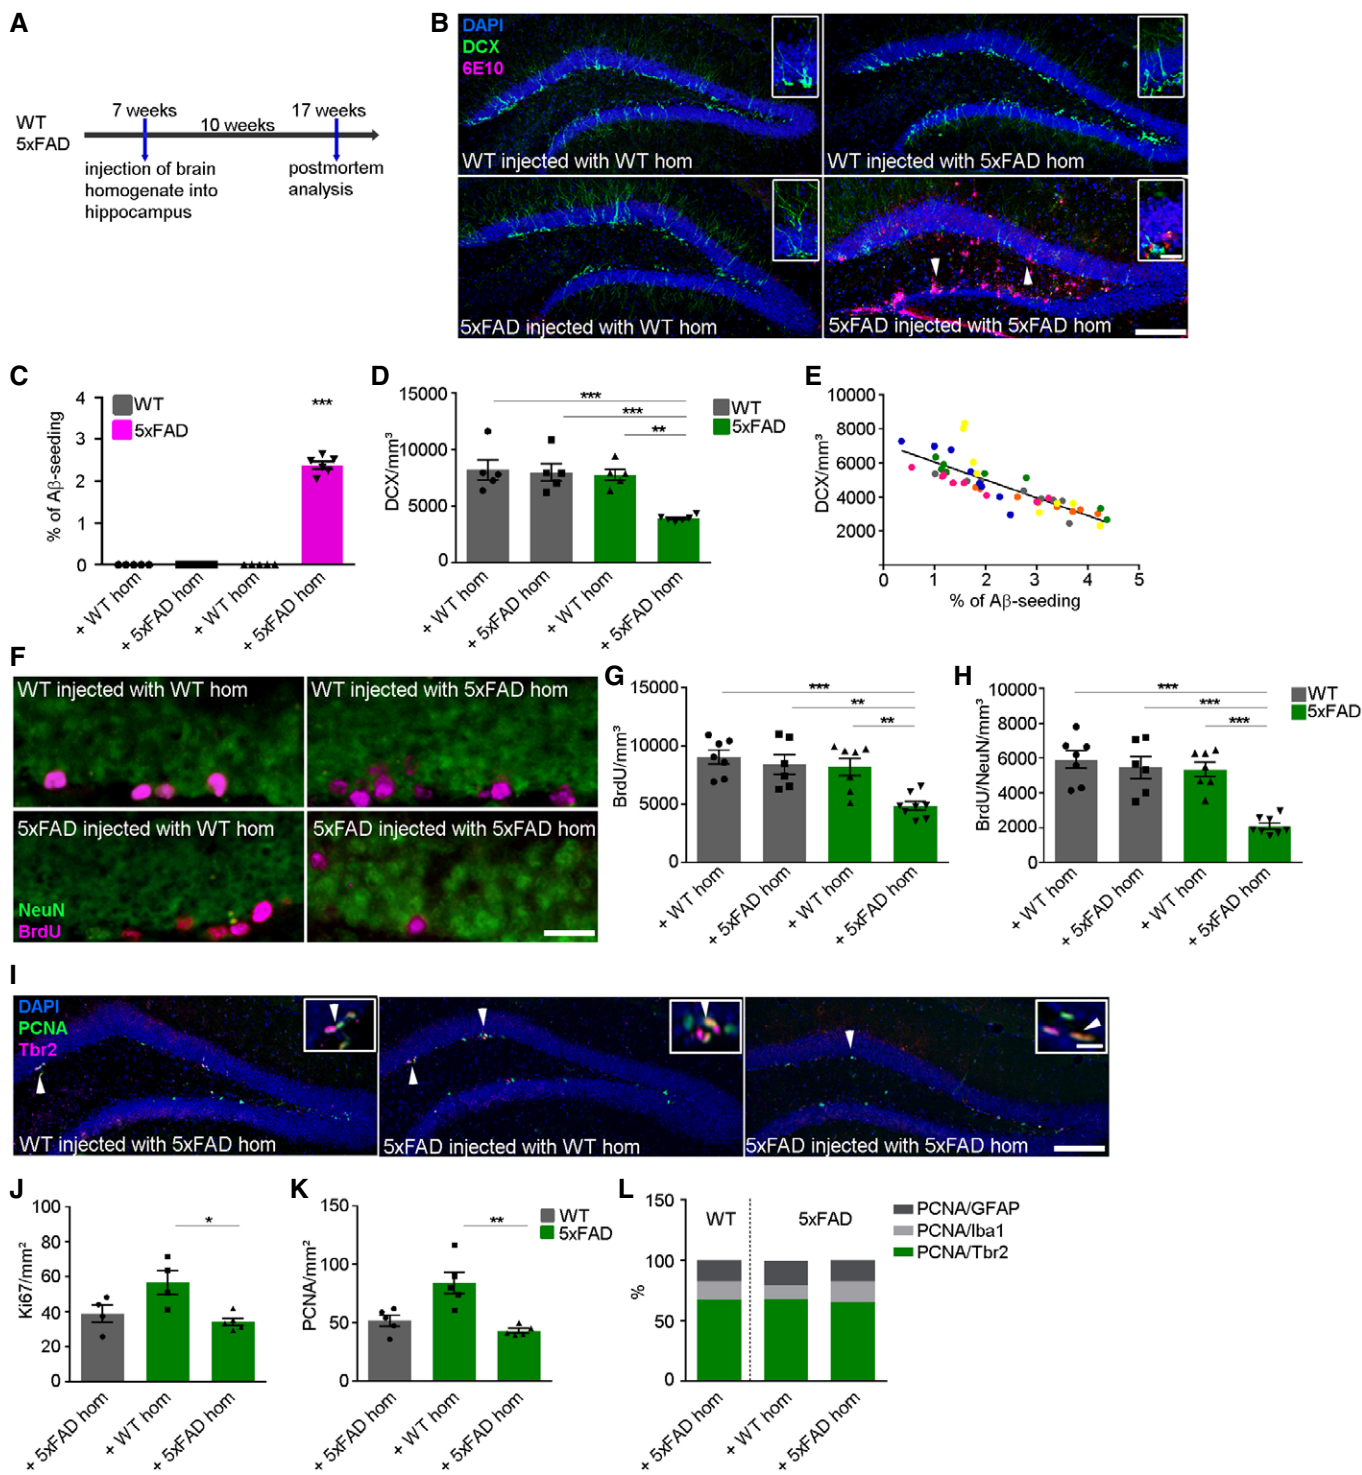 A
7 weeks
17 weeks
10 weeks
WT
5xFAD
injection of brain
homogenate into
hippocampus
postmortem
analysis
B
DAPI
DCX
6E10
WT injected with WT hom
WT injected with 5xFAD hom
5xFAD injected with WT hom
5xFAD injected with 5xFAD hom
C
% of Aβ-seeding
4
3
2
1
0
WT
5xFAD
***
+ WT hom
+ 5xFAD hom
+ WT hom
+ 5xFAD hom
D
DCX/mm³
15000
10000
5000
0
***
***
**
WT
5xFAD
+ WT hom
+ 5xFAD hom
+ WT hom
+ 5xFAD hom
E
DCX/mm³
10000
8000
6000
4000
2000
0
1
2
3
4
5
% of Aβ-seeding
F
WT injected with WT hom
WT injected with 5xFAD hom
5xFAD injected with WT hom
5xFAD injected with 5xFAD hom
NeuN
BrdU
G
BrdU/mm³
15000
10000
5000
0
***
**
**
+ WT hom
+ 5xFAD hom
+ WT hom
+ 5xFAD hom
H
BrdU/NeuN/mm³
10000
8000
6000
4000
2000
0
***
***
***
WT
5xFAD
+ WT hom
+ 5xFAD hom
+ WT hom
+ 5xFAD hom
I
DAPI
PCNA
Tbr2
WT injected with 5xFAD hom
5xFAD injected with WT hom
5xFAD injected with 5xFAD hom
J
Ki67/mm²
100
80
60
40
20
0
*
+ 5xFAD hom
+ WT hom
+ 5xFAD hom
K
PCNA/mm²
150
100
50
0
**
WT
5xFAD
+ 5xFAD hom
+ WT hom
+ 5xFAD hom
L
%
150
100
50
0
WT
5xFAD
PCNA/GFAP
PCNA/Iba1
PCNA/Tbr2
+ 5xFAD hom
+ WT hom
+ 5xFAD hom